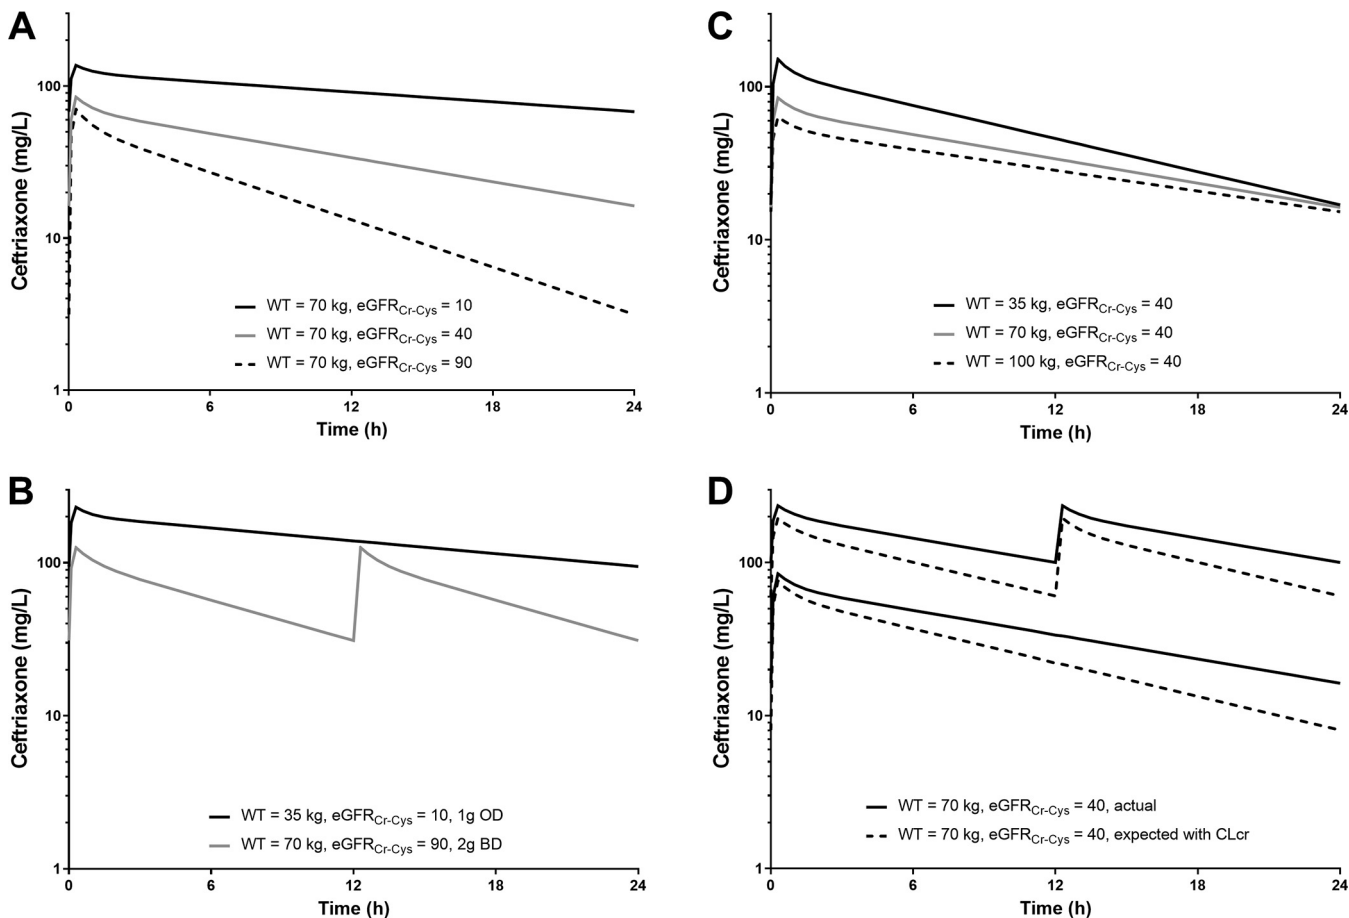 A
Ceftriaxone (mg/L)
100
10
1
WT = 70 kg, eGFRCr-Cys = 10
WT = 70 kg, eGFRCr-Cys = 40
WT = 70 kg, eGFRCr-Cys = 90
0 6 12 18 24
Time (h)
C
Ceftriaxone (mg/L)
100
10
1
WT = 35 kg, eGFRCr-Cys = 40
WT = 70 kg, eGFRCr-Cys = 40
WT = 100 kg, eGFRCr-Cys = 40
0 6 12 18 24
Time (h)
B
Ceftriaxone (mg/L)
100
10
1
WT = 35 kg, eGFRCr-Cys = 10, 1g OD
WT = 70 kg, eGFRCr-Cys = 90, 2g BD
0 6 12 18 24
Time (h)
D
Ceftriaxone (mg/L)
100
10
1
WT = 70 kg, eGFRCr-Cys = 40, actual
WT = 70 kg, eGFRCr-Cys = 40, expected with CLcr
0 6 12 18 24
Time (h)